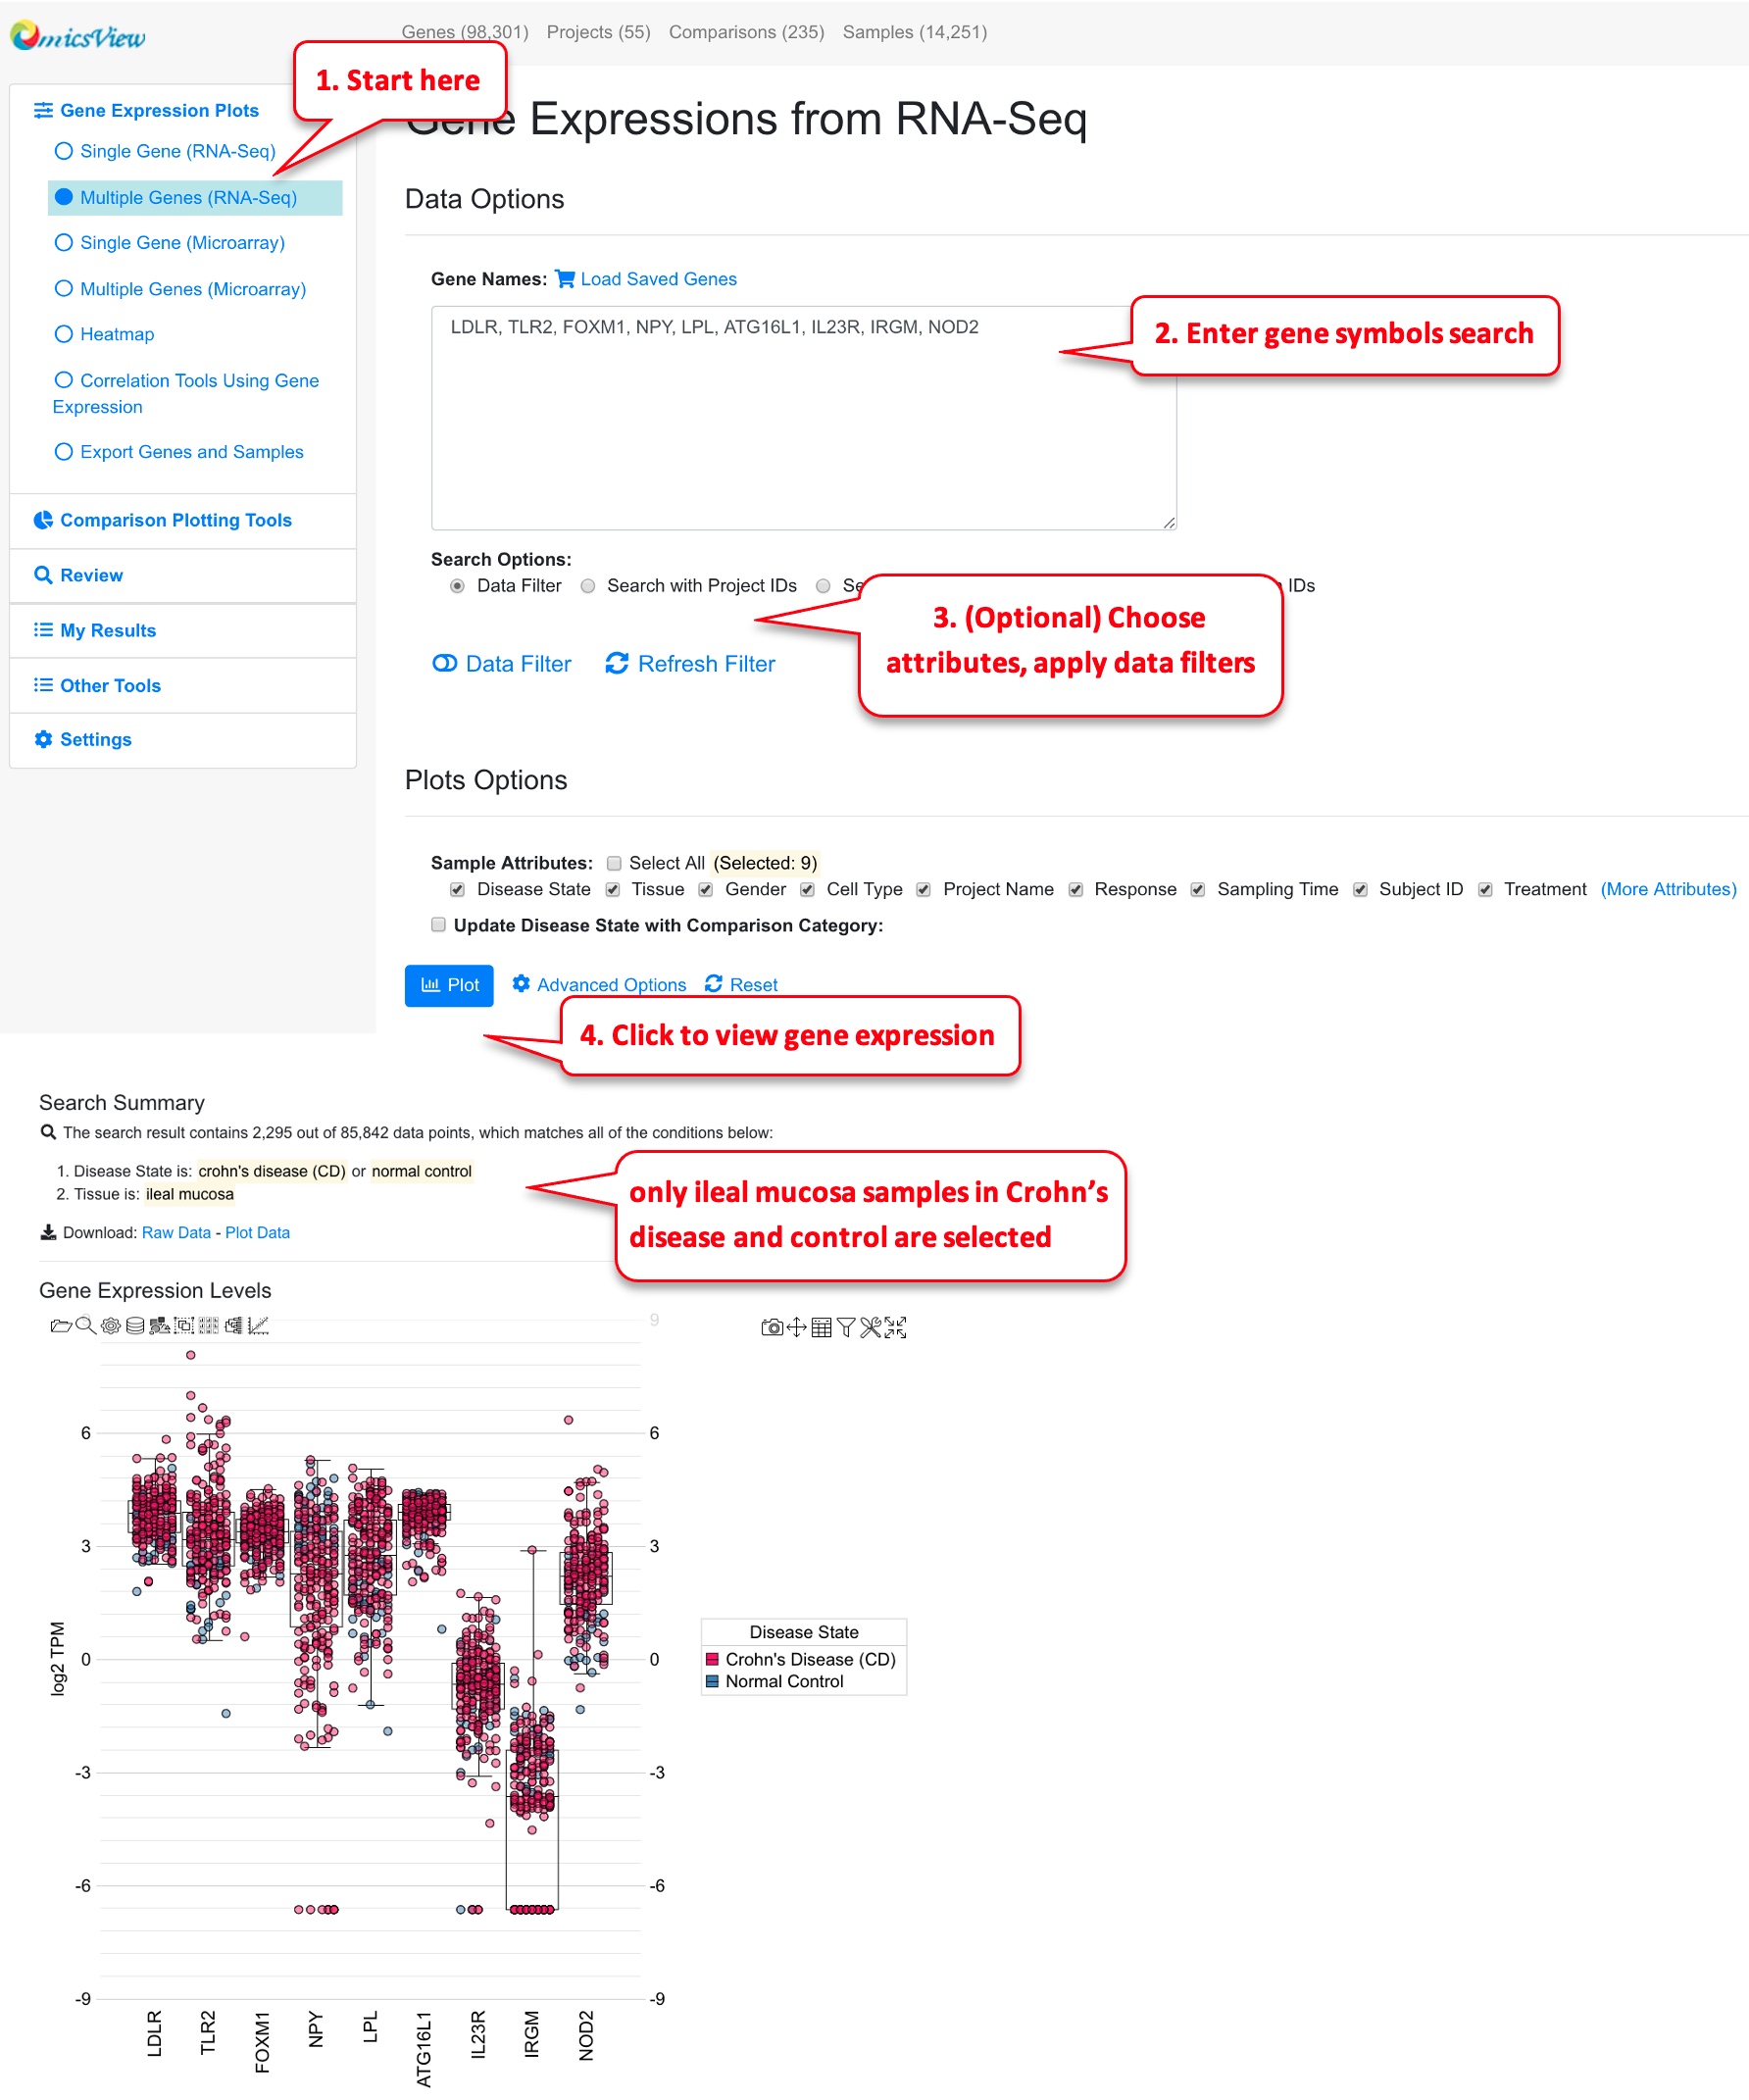 OmicsView
Genes (98,301) Projects (55) Comparisons (235) Samples (14,251)
1. Start here
Gene Expression Plots
Single Gene (RNA-Seq)
Multiple Genes (RNA-Seq)
Single Gene (Microarray)
Multiple Genes (Microarray)
Heatmap
Correlation Tools Using Gene
Expression
Export Genes and Samples
Comparison Plotting Tools
Review
My Results
Other Tools
Settings
Gene Expressions from RNA-Seq
Data Options
Gene Names: Load Saved Genes
LDLR, TLR2, FOXM1, NPY, LPL, ATG16L1, IL23R, IRGM, NOD2
2. Enter gene symbols search
Search Options:
Data Filter Search with Project IDs Se IDs
3. (Optional) Choose
attributes, apply data filters
Data Filter Refresh Filter
Plots Options
Sample Attributes: Select All (Selected: 9)
Disease State Tissue Gender Cell Type Project Name Response Sampling Time Subject ID Treatment (More Attributes)
Update Disease State with Comparison Category:
Plot Advanced Options Reset
4. Click to view gene expression
Search Summary
The search result contains 2,295 out of 85,842 data points, which matches all of the conditions below:
1. Disease State is: crohn's disease (CD) or normal control
2. Tissue is: ileal mucosa
only ileal mucosa samples in Crohn's
disease and control are selected
Download: Raw Data - Plot Data
Gene Expression Levels
9
6 6
3 3
0 0
-3 -3
-6 -6
-9 -9
log2 TPM
Disease State
Crohn's Disease (CD)
Normal Control
LDLR TLR2 FOXM1 NPY LPL ATG16L1 IL23R IRGM NOD2